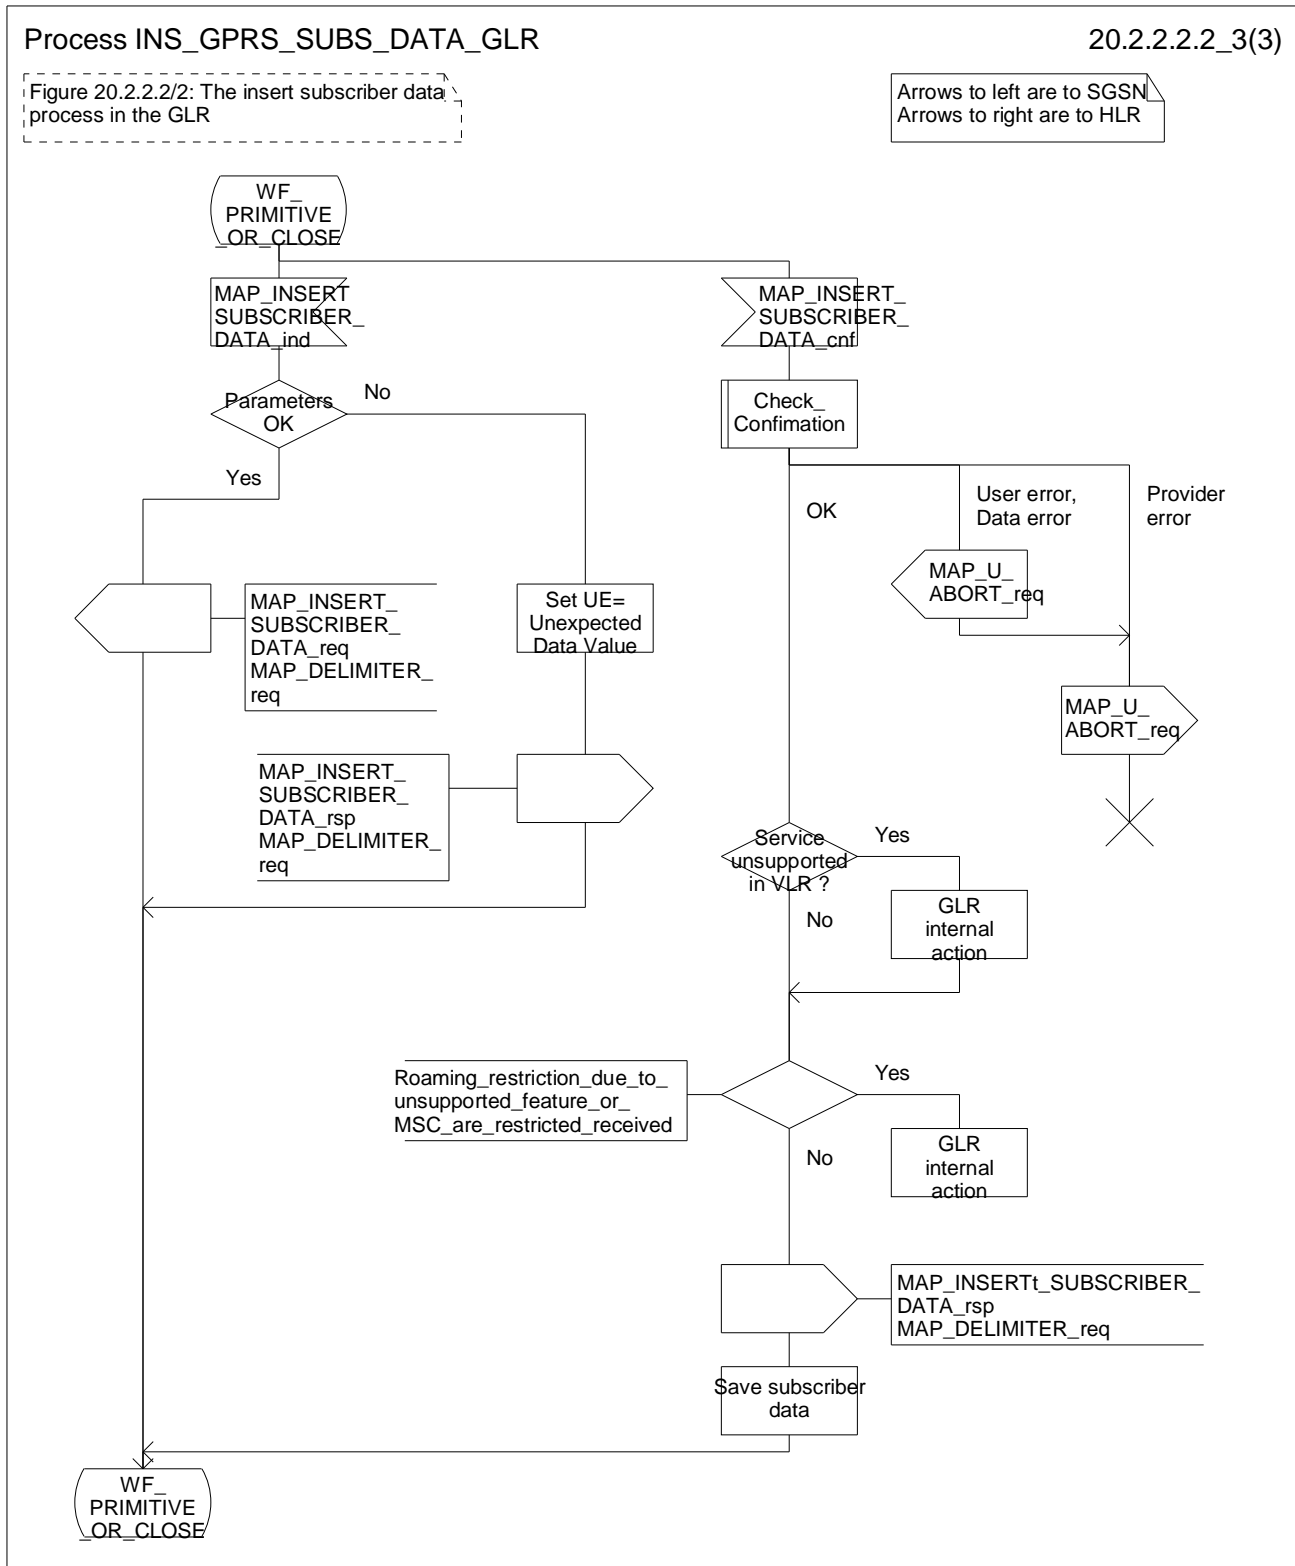 Process INS_GPRS_SUBS_DATA_GLR
20.2.2.2.2_3(3)
Figure 20.2.2.2/2: The insert subscriber data
process in the GLR
Arrows to left are to SGSN
Arrows to right are to HLR
WF_
PRIMITIVE
_OR_CLOSE
MAP_INSERT
SUBSCRIBER_
DATA_ind
MAP_INSERT_
SUBSCRIBER_
DATA_cnf
Parameters
OK
No
Yes
Check_
Confimation
OK
User error,
Data error
Provider
error
MAP_INSERT_
SUBSCRIBER_
DATA_req
MAP_DELIMITER_
req
Set UE=
Unexpected
Data Value
MAP_U_
ABORT_req
MAP_U_
ABORT_req
MAP_INSERT_
SUBSCRIBER_
DATA_rsp
MAP_DELIMITER_
req
Service
unsupported
in VLR ?
Yes
No
GLR
internal
action
Roaming_restriction_due_to_
unsupported_feature_or_
MSC_are_restricted_received
Yes
No
GLR
internal
action
MAP_INSERTt_SUBSCRIBER_
DATA_rsp
MAP_DELIMITER_req
Save subscriber
data
WF_
PRIMITIVE
_OR_CLOSE